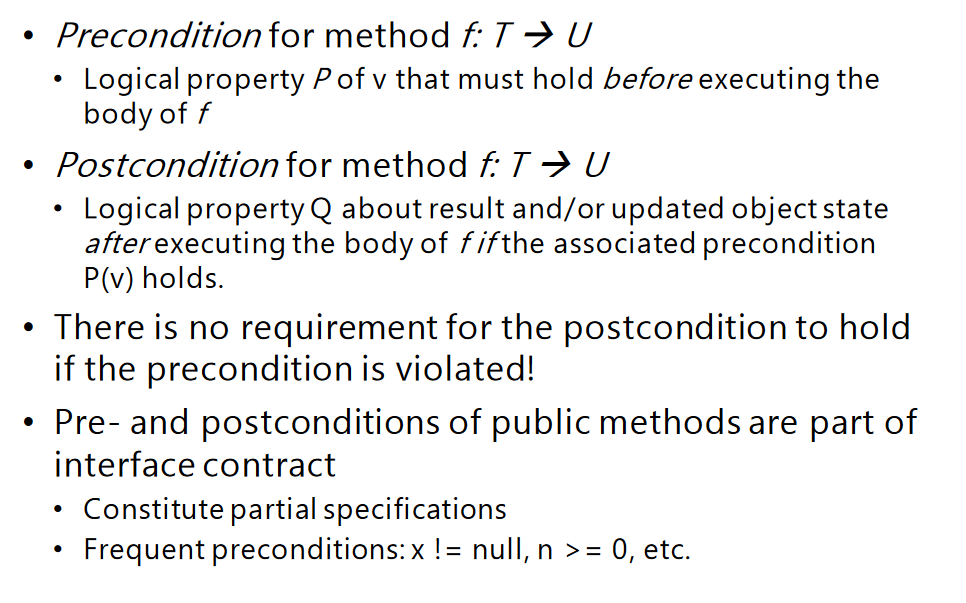 • Precondition for method f: T → U
• Logical property P of v that must hold before executing the
body of f
• Postcondition for method f: T → U
• Logical property Q about result and/or updated object state
after executing the body of f if the associated precondition
P(v) holds.
• There is no requirement for the postcondition to hold
if the precondition is violated!
• Pre- and postconditions of public methods are part of
interface contract
• Constitute partial specifications
• Frequent preconditions: x != null, n >= 0, etc.